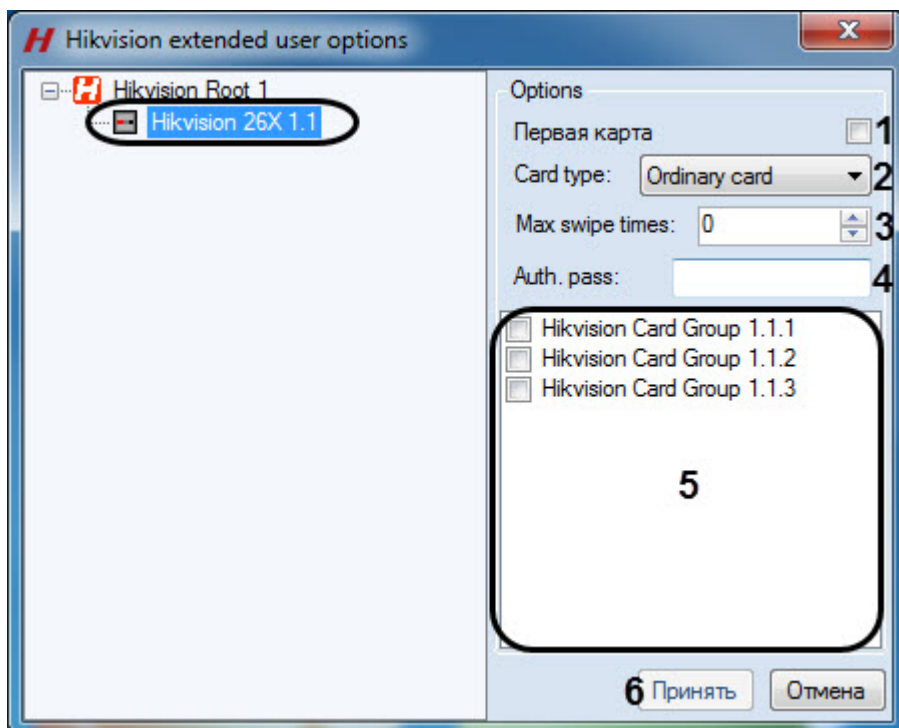 Hikvision extended user options
Hikvision Root 1
Hikvision 26X 1.1
Options
Первая карта 1
Card type: Ordinary card 2
Max swipe times: 0 3
Auth. pass: 4
Hikvision Card Group 1.1.1
Hikvision Card Group 1.1.2
Hikvision Card Group 1.1.3
5
6 Принять Отмена